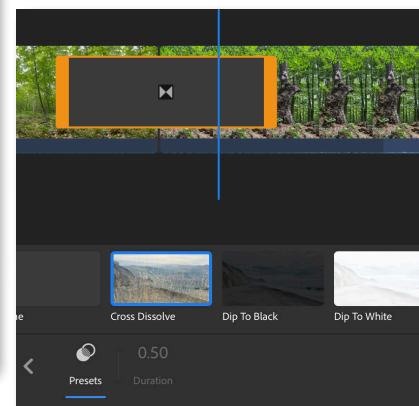 Cross Dissolve
Dip To Black
Dip To White
0.50
Presets
Duration